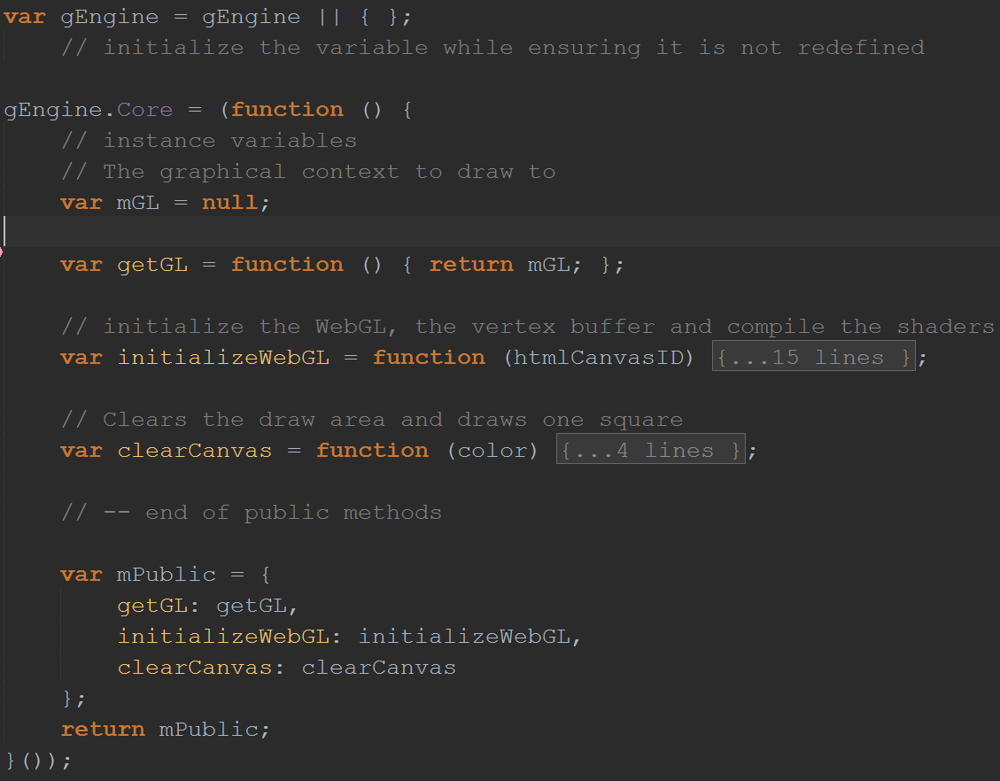 var gEngine = gEngine || { };
// initialize the variable while ensuring it is not redefined
gEngine.Core = (function () {
// instance variables
// The graphical context to draw to
var mGL = null;
var getGL = function () { return mGL; };
// initialize the WebGL, the vertex buffer and compile the shaders
var initializeWebGL = function (htmlCanvasID) {...15 lines };
// Clears the draw area and draws one square
var clearCanvas = function (color) {...4 lines };
// -- end of public methods
var mPublic = {
getGL: getGL,
initializeWebGL: initializeWebGL,
clearCanvas: clearCanvas
};
return mPublic;
}());